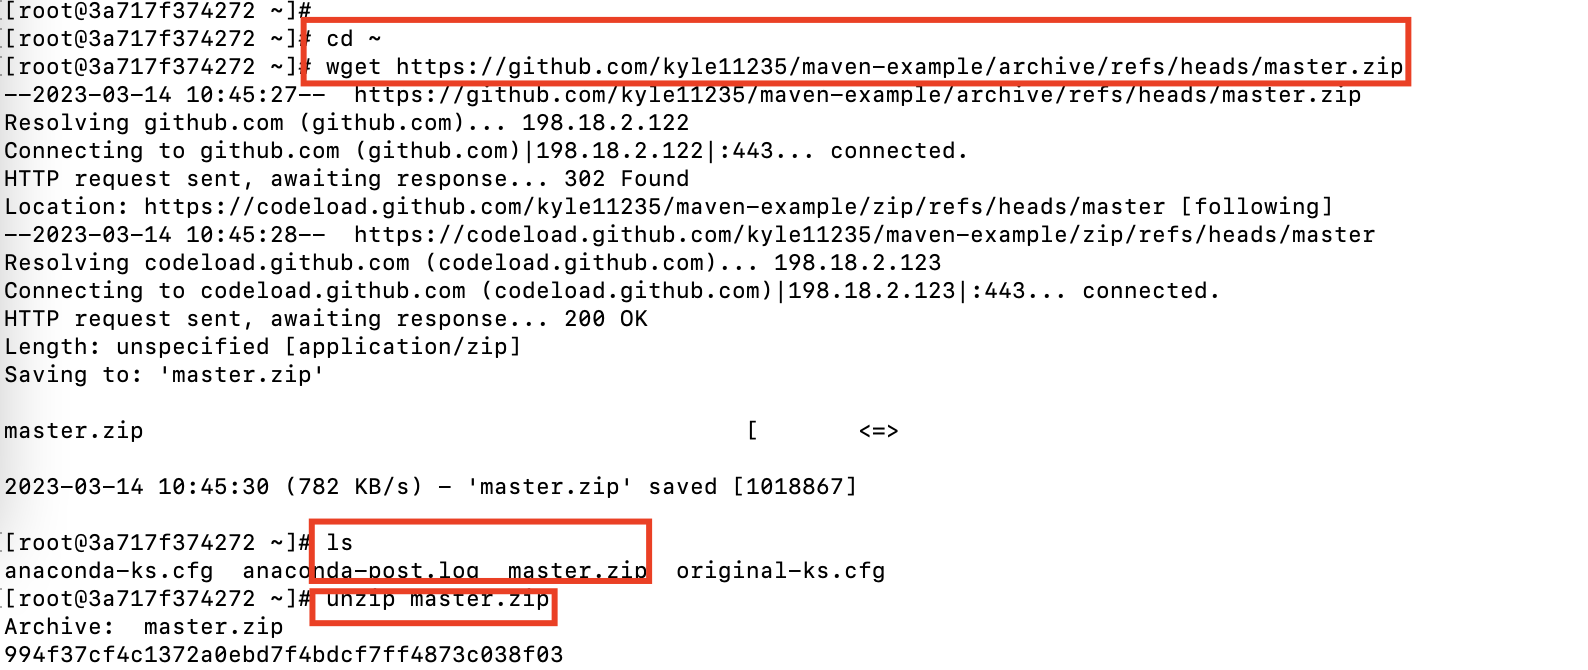 [root@3a717f374272 ~]#
[root@3a717f374272 ~]# cd ~
[root@3a717f374272 ~]# wget https://github.com/kyle11235/maven-example/archive/refs/heads/master.zip
--2023-03-14 10:45:27--  https://github.com/kyle11235/maven-example/archive/refs/heads/master.zip
Resolving github.com (github.com)... 198.18.2.122
Connecting to github.com (github.com)|198.18.2.122|:443... connected.
HTTP request sent, awaiting response... 302 Found
Location: https://codeload.github.com/kyle11235/maven-example/zip/refs/heads/master [following]
--2023-03-14 10:45:28--  https://codeload.github.com/kyle11235/maven-example/zip/refs/heads/master
Resolving codeload.github.com (codeload.github.com)... 198.18.2.123
Connecting to codeload.github.com (codeload.github.com)|198.18.2.123|:443... connected.
HTTP request sent, awaiting response... 200 OK
Length: unspecified [application/zip]
Saving to: 'master.zip'
master.zip                                           [       <=>
2023-03-14 10:45:30 (782 KB/s) - 'master.zip' saved [1018867]
[root@3a717f374272 ~]# ls
anaconda-ks.cfg  anaconda-post.log  master.zip  original-ks.cfg
[root@3a717f374272 ~]# unzip master.zip
Archive:  master.zip
994f37cf4c1372a0ebd7f4bdcf7ff4873c038f03